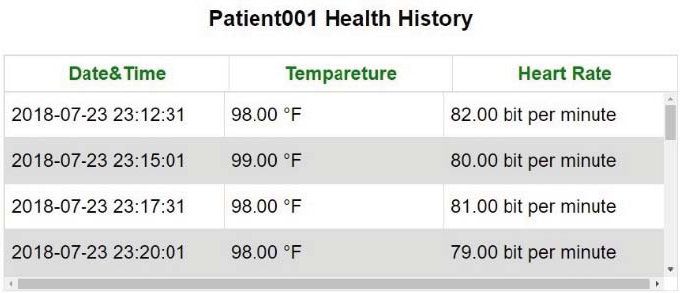 Patient001 Health History
Date&Time Tempareture Heart Rate
2018-07-23 23:12:31 98.00 °F 82.00 bit per minute
2018-07-23 23:15:01 99.00 °F 80.00 bit per minute
2018-07-23 23:17:31 98.00 °F 81.00 bit per minute
2018-07-23 23:20:01 98.00 °F 79.00 bit per minute